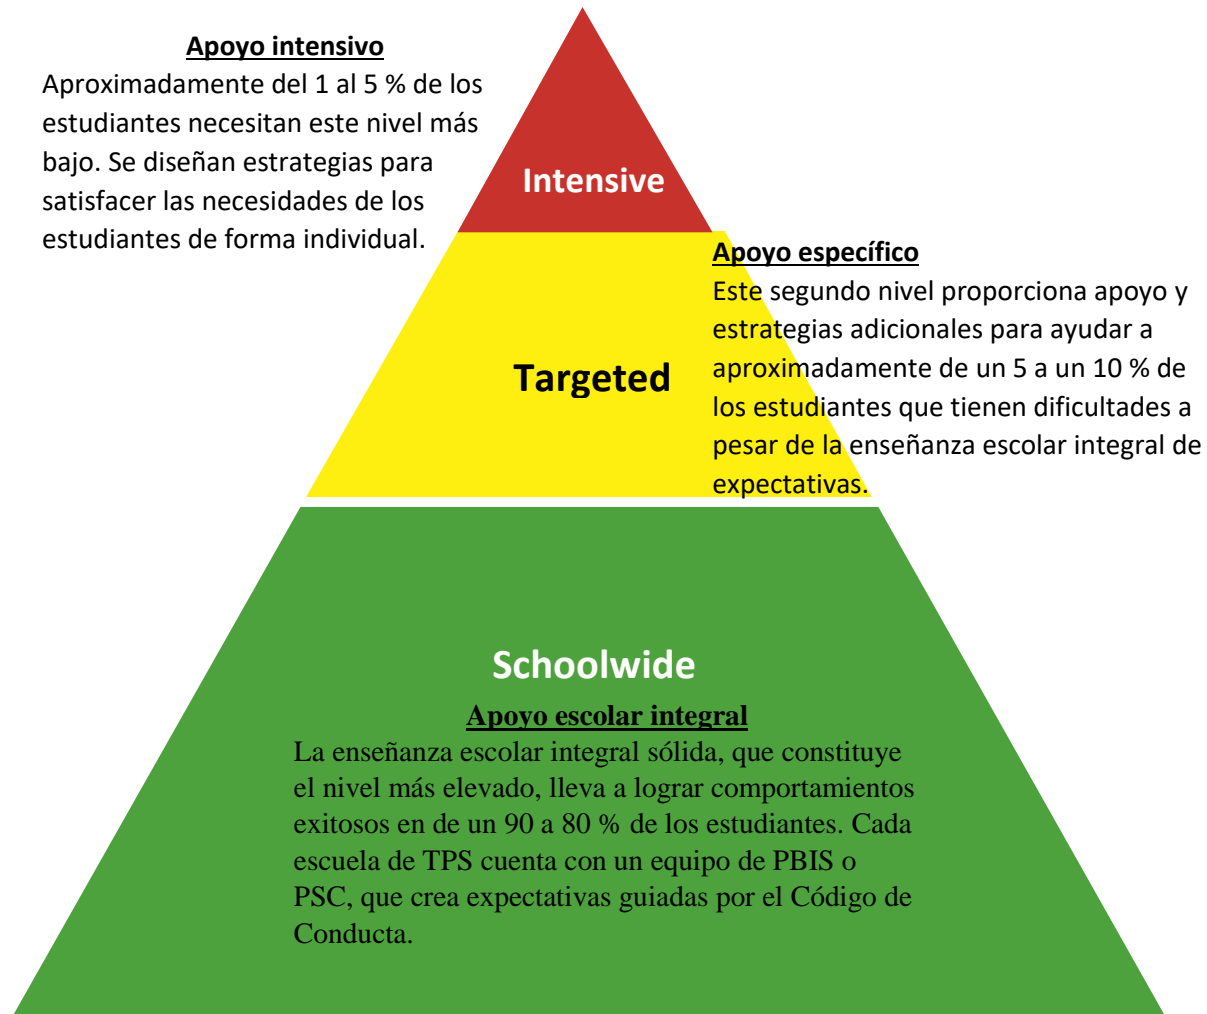 Apoyo intensivo
Aproximadamente del 1 al 5 % de los
estudiantes necesitan este nivel más
bajo. Se diseñan estrategias para
satisfacer las necesidades de los
estudiantes de forma individual.
Intensive
Apoyo específico
Este segundo nivel proporciona apoyo y
estrategias adicionales para ayudar a
aproximadamente de un 5 a un 10 % de
los estudiantes que tienen dificultades a
pesar de la enseñanza escolar integral de
expectativas.
Targeted
Schoolwide
Apoyo escolar integral
La enseñanza escolar integral sólida, que constituye
el nivel más elevado, lleva a lograr comportamientos
exitosos en de un 90 a 80 % de los estudiantes. Cada
escuela de TPS cuenta con un equipo de PBIS o
PSC, que crea expectativas guiadas por el Código de
Conducta.